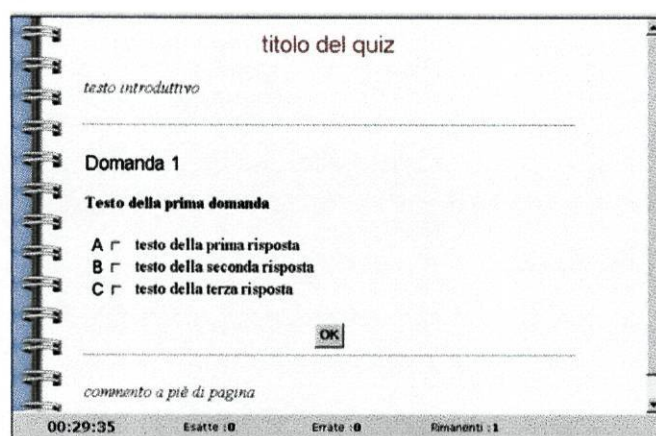 titolo del quiz
testo introduttivo
Domanda 1
Testo della prima domanda
A testo della prima risposta
B testo della seconda risposta
C testo della terza risposta
OK
commento a piè di pagina
00:29:35 Esatte :0 Errate :0 Rimanenti :1